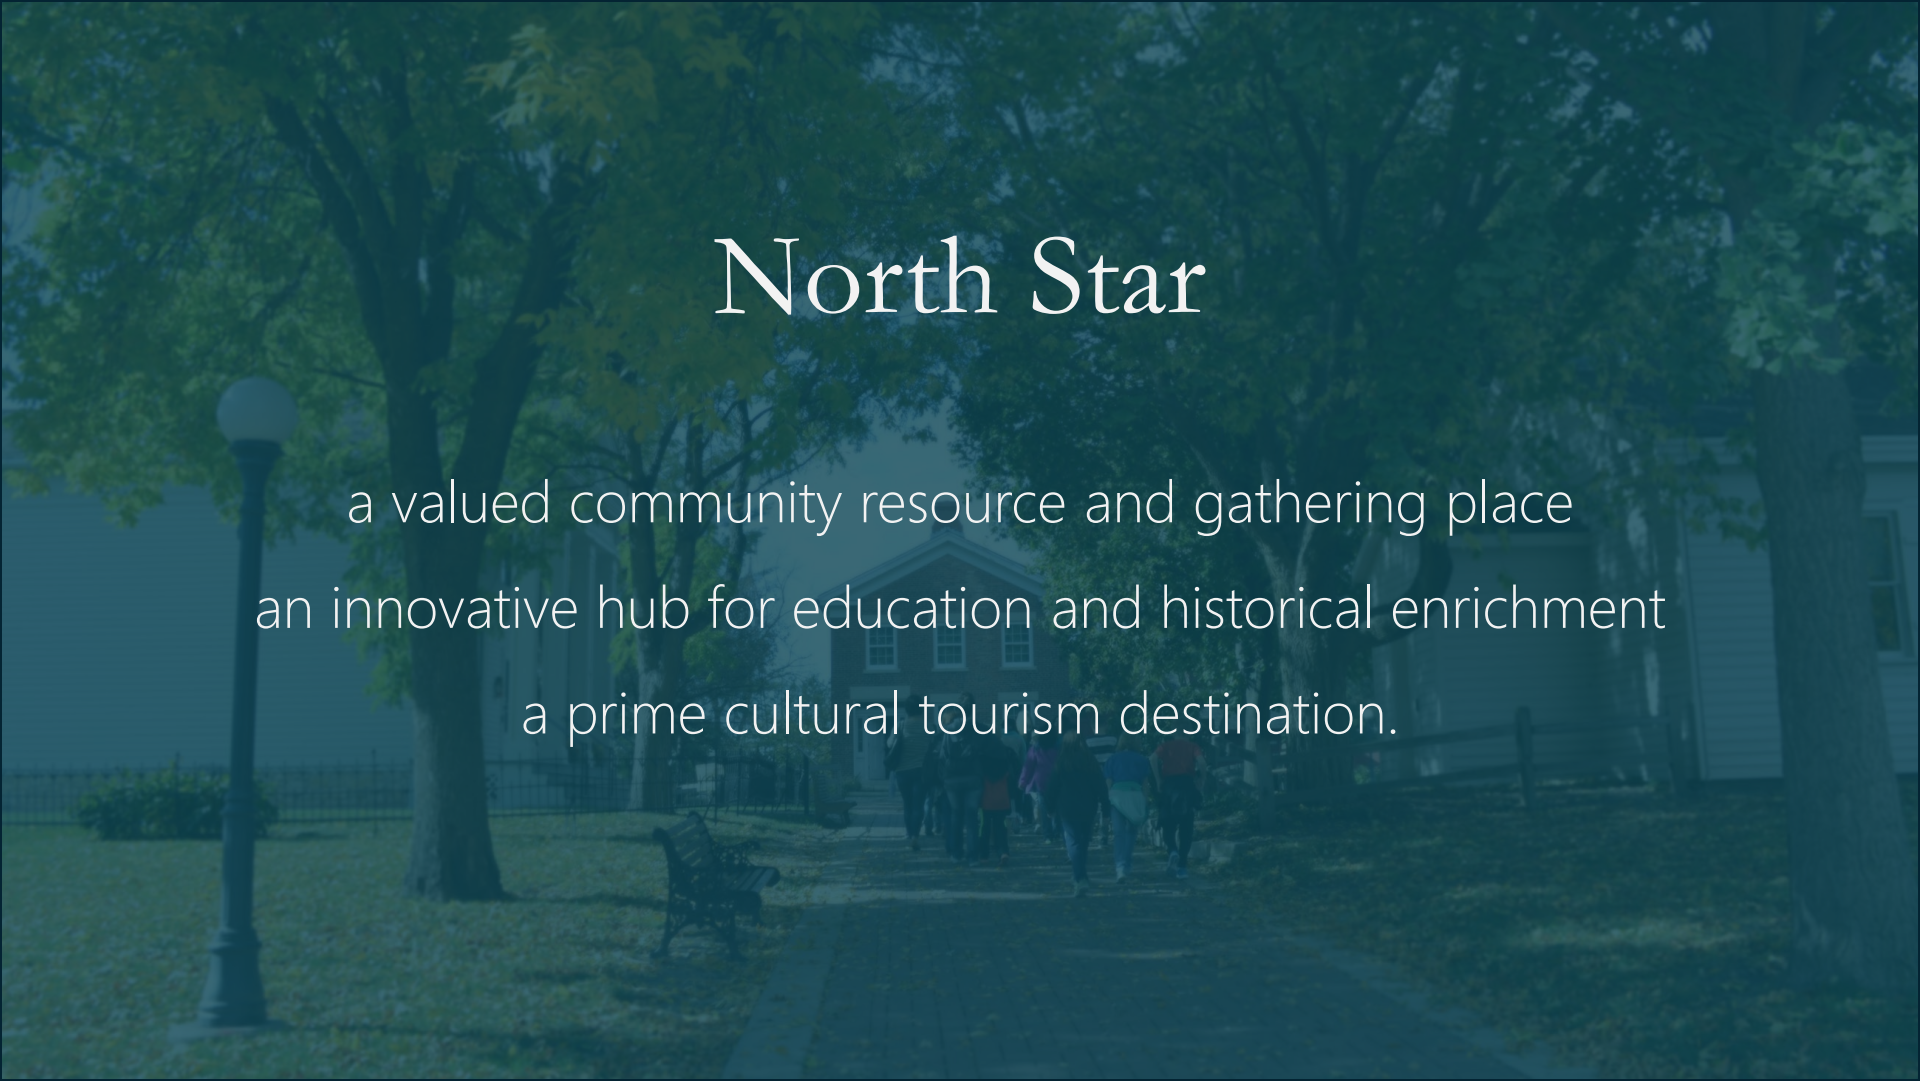 North Star
a valued community resource and gathering place
an innovative hub for education and historical enrichment
a prime cultural tourism destination.